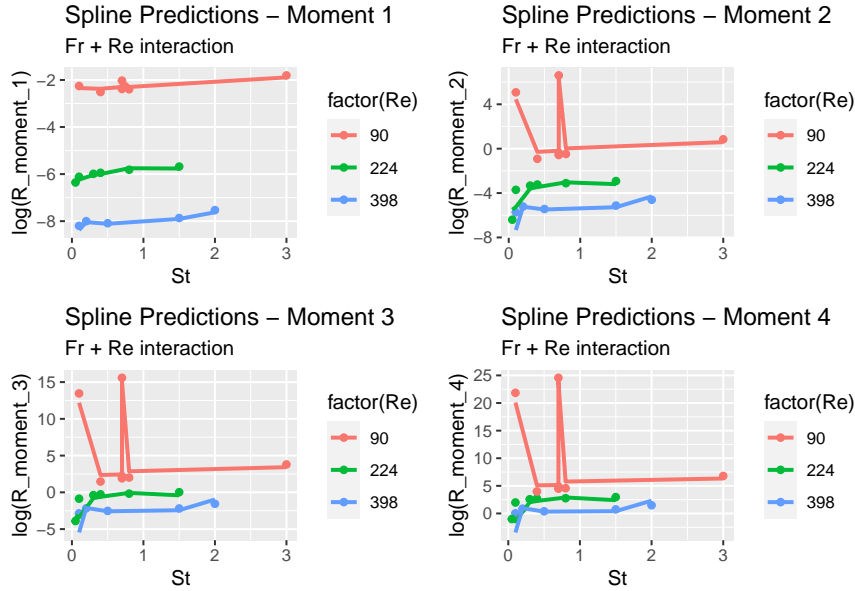 Spline Predictions − Moment 1
Fr + Re interaction
log(R_moment_1)
−2
−4
−6
−8
0
1
2
3
St
factor(Re)
90
224
398
Spline Predictions − Moment 2
Fr + Re interaction
log(R_moment_2)
4
0
−4
−8
0
1
2
3
St
factor(Re)
90
224
398
Spline Predictions − Moment 3
Fr + Re interaction
log(R_moment_3)
15
10
5
0
−5
0
1
2
3
St
factor(Re)
90
224
398
Spline Predictions − Moment 4
Fr + Re interaction
log(R_moment_4)
25
20
15
10
5
0
0
1
2
3
St
factor(Re)
90
224
398